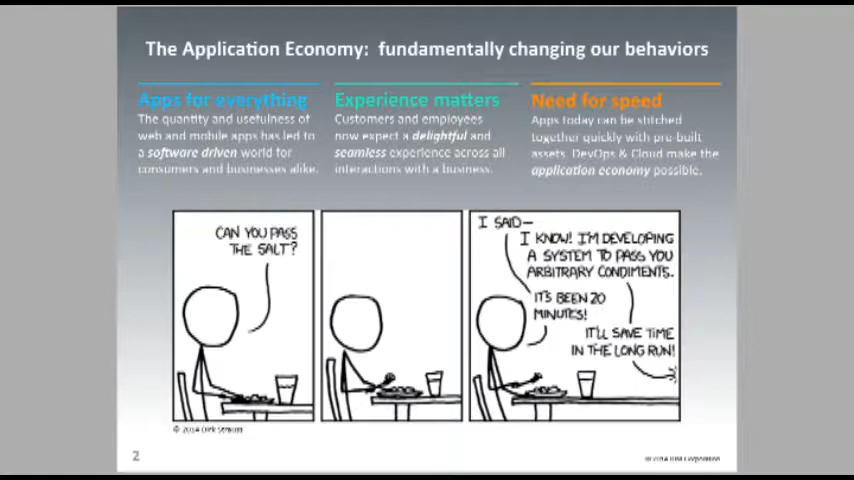 The Application Economy: fundamentally changing our behaviors
Apps for everything
The quantity and usefulness of
web and mobile apps has led to
a software driven world for
consumers and businesses alike.
Experience matters
Customers and employees
now expect a delightful and
seamless experience across all
interactions with a business.
Need for speed
Apps today can be stitched
together quickly with pre-built
assets. DevOps & Cloud make the
application economy possible.
CAN YOU PASS
THE SALT?
I SAID—
I KNOW! I'M DEVELOPING
A SYSTEM TO PASS YOU
ARBITRARY CONDIMENTS.
IT'S BEEN 20
MINUTES!
IT'LL SAVE TIME
IN THE LONG RUN!
© 2014 Dirk
2
© 2014 Corporation